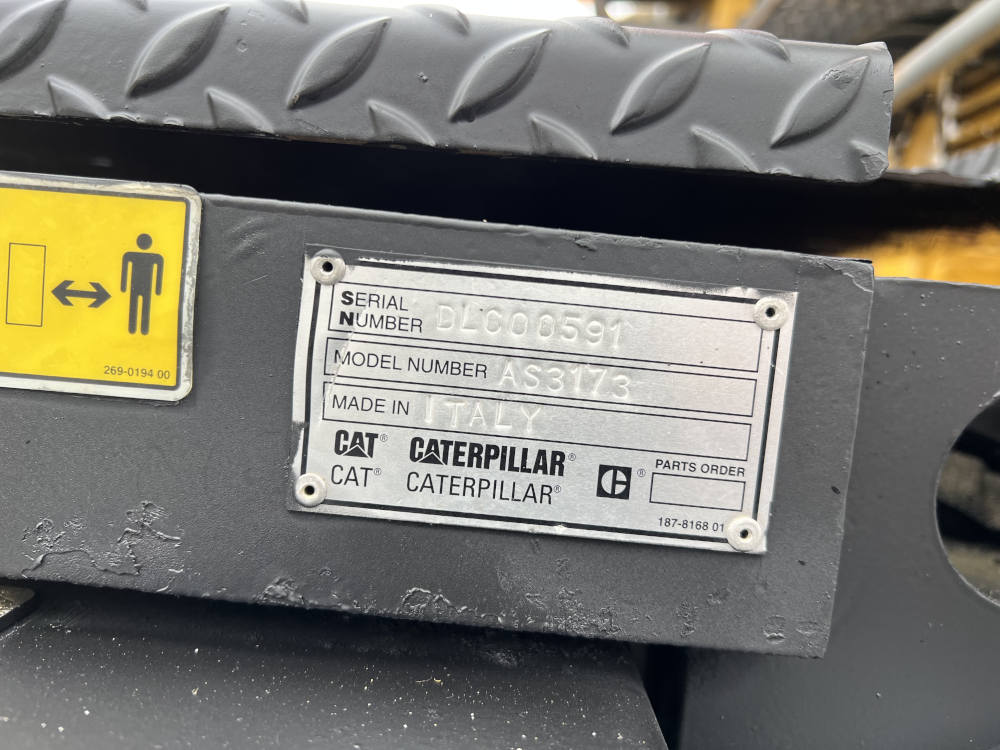 269-0194 00
SERIAL NUMBER DLC00591
MODEL NUMBER AS3173
MADE IN ITALY
CAT® CATERPILLAR® C®
CAT® CATERPILLAR®
PARTS ORDER
187-8168 01